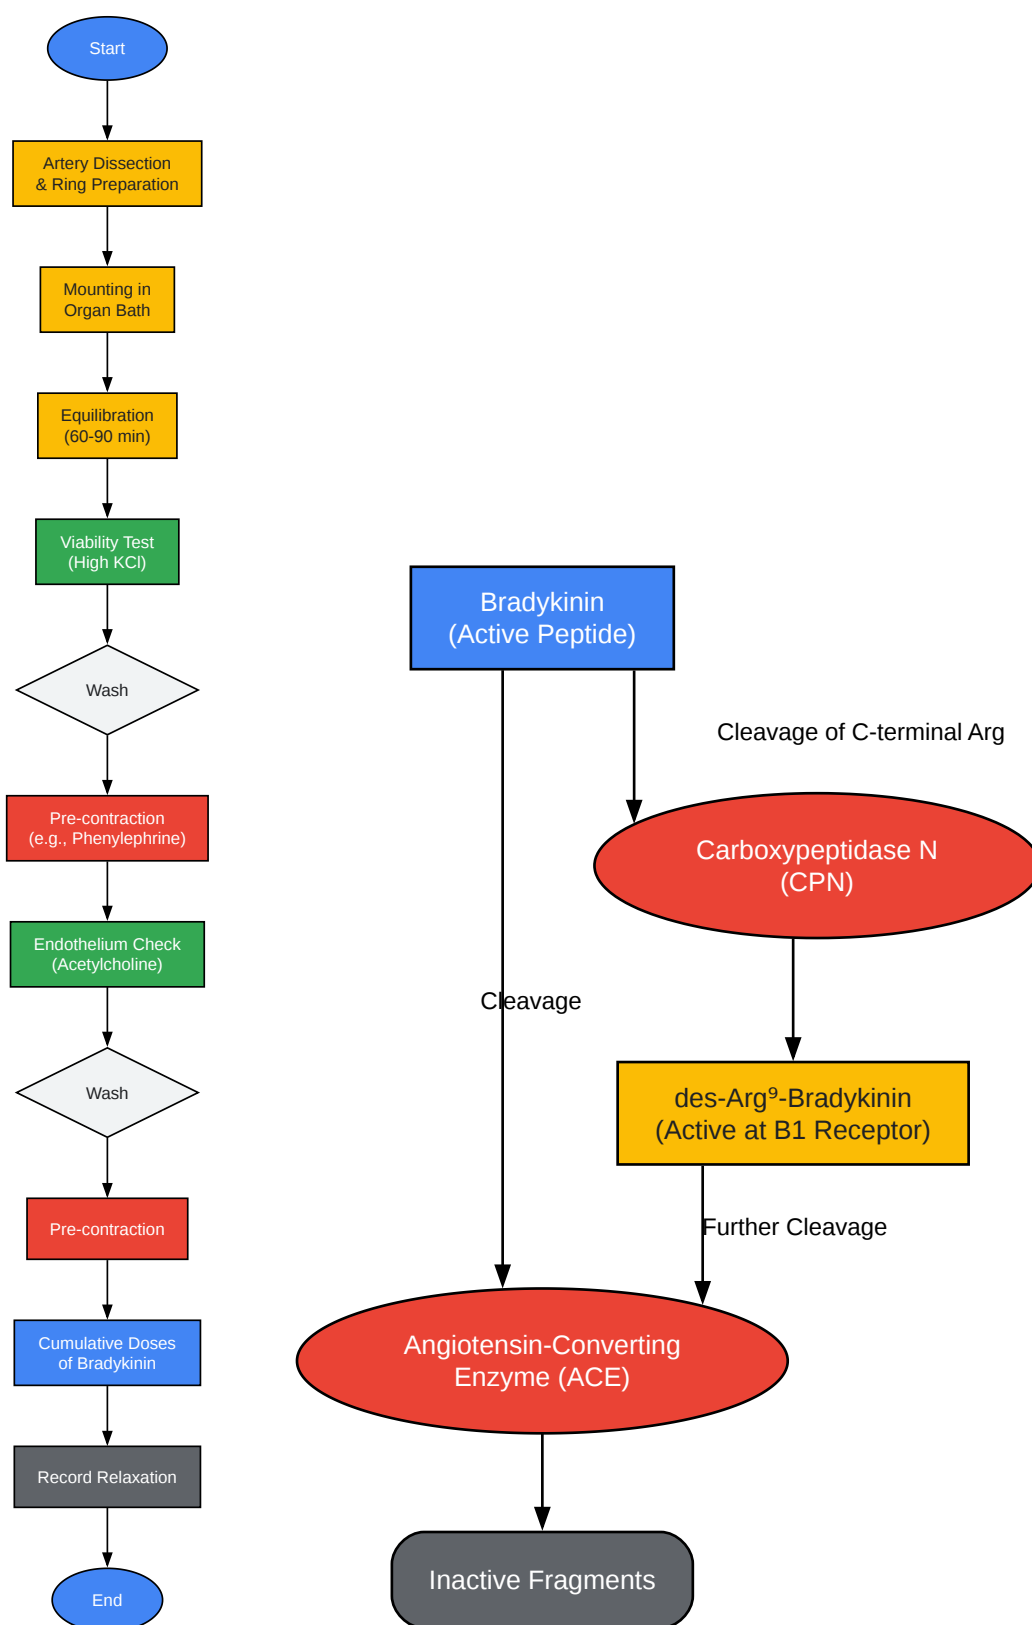 Start
Artery Dissection
& Ring Preparation
Mounting in
Organ Bath
Equilibration
(60-90 min)
Viability Test
(High KCl)
Wash
Pre-contraction
(e.g., Phenylephrine)
Endothelium Check
(Acetylcholine)
Wash
Pre-contraction
Cumulative Doses
of Bradykinin
Record Relaxation
End
Bradykinin
(Active Peptide)
Cleavage of C-terminal Arg
Carboxypeptidase N
(CPN)
Cleavage
des-Arg⁹-Bradykinin
(Active at B1 Receptor)
Further Cleavage
Angiotensin-Converting
Enzyme (ACE)
Inactive Fragments